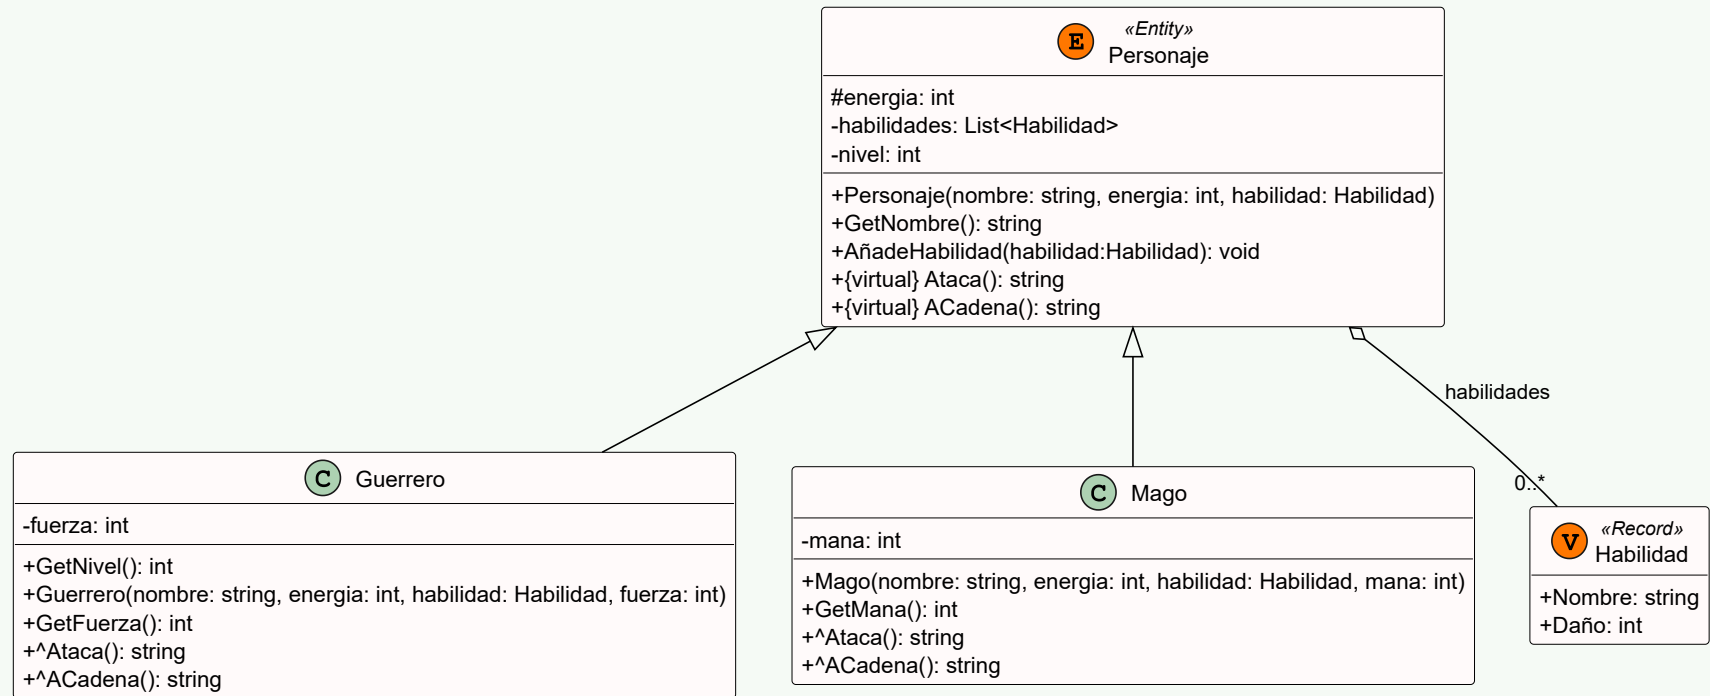 E
«Entity»
Personaje
#energia: int
-habilidades: List<Habilidad>
-nivel: int
+Personaje(nombre: string, energia: int, habilidad: Habilidad)
+GetNombre(): string
+AñadeHabilidad(habilidad:Habilidad): void
+{virtual} Ataca(): string
+{virtual} ACadena(): string
habilidades
0..*
C
Guerrero
-fuerza: int
+GetNivel(): int
+Guerrero(nombre: string, energia: int, habilidad: Habilidad, fuerza: int)
+GetFuerza(): int
+^Ataca(): string
+^ACadena(): string
C
Mago
-mana: int
+Mago(nombre: string, energia: int, habilidad: Habilidad, mana: int)
+GetMana(): int
+^Ataca(): string
+^ACadena(): string
V
«Record»
Habilidad
+Nombre: string
+Daño: int